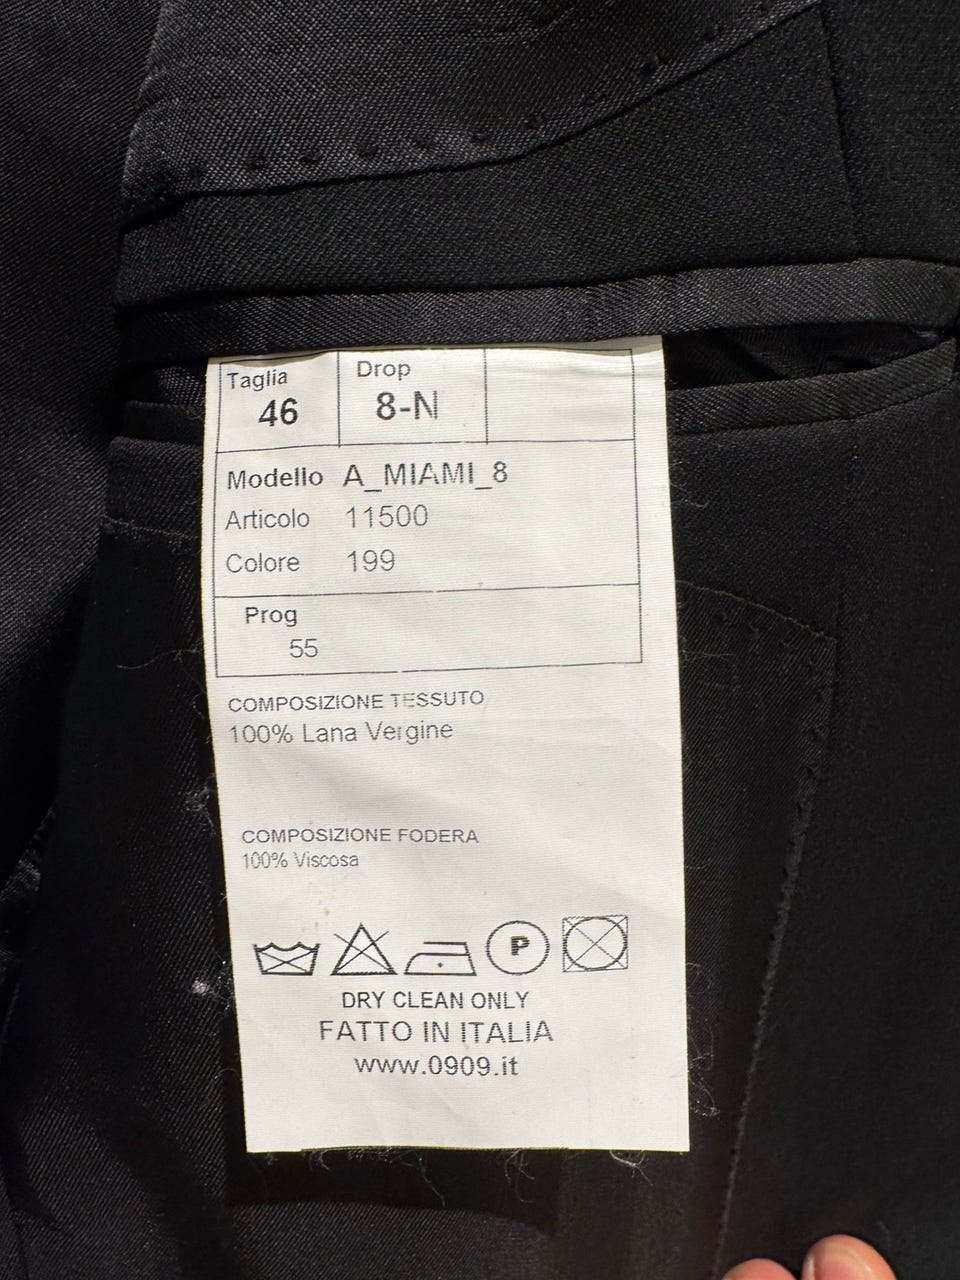 Taglia
46
Drop
8-N
Modello A_MIAMI_8
Articolo 11500
Colore 199
Prog
55
COMPOSIZIONE TESSUTO
100% Lana Vergine
COMPOSIZIONE FODERA
100% Viscosa
P
DRY CLEAN ONLY
FATTO IN ITALIA
www.0909.it